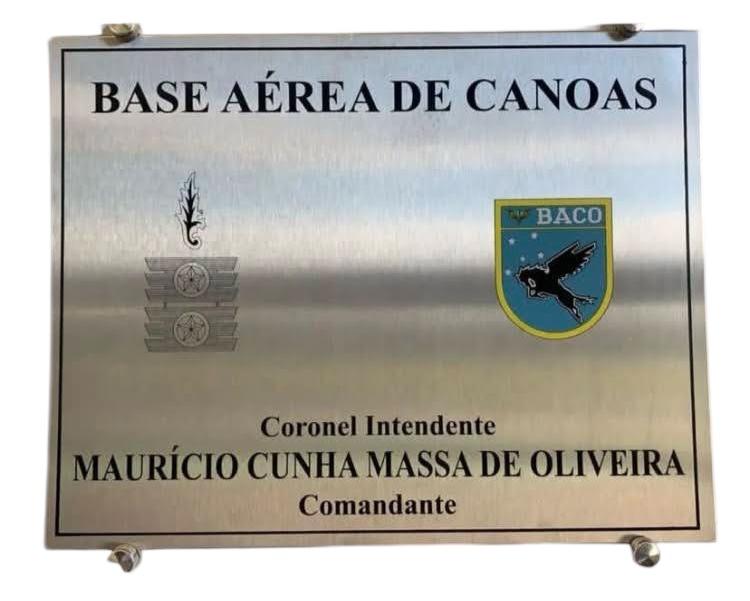 BASE AÉREA DE CANOAS
BACO
Coronel Intendente
MAURÍCIO CUNHA MASSA DE OLIVEIRA
Comandante